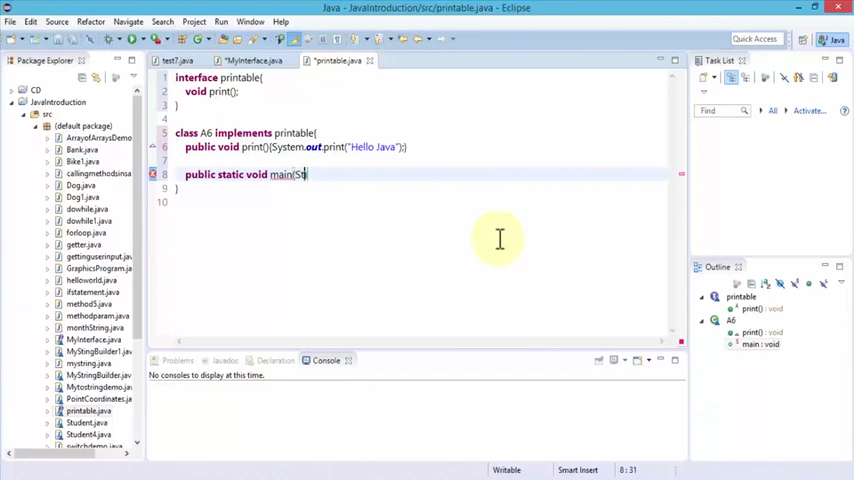 Java - JavaIntroduction/src/printable.java - Eclipse
File Edit Source Refactor Navigate Search Project Run Window Help
Quick Access
Java
Package Explorer
CD
JavaIntroduction
src
(default package)
ArrayofArraysDemo
Bank.java
Bike1.java
callingmethodsinsa
Dog.java
Dog1.java
dowhile.java
dowhile1.java
forloop.java
getter.java
gettinguserinput.jav
GraphicsProgram.ja
helloworld.java
ifstatement.java
method5.java
methodparam.java
monthString.java
MyInterface.java
MyStringBuilder1.jav
mystring.java
Mytostringdemo.jav
PointCoordinates.jav
printable.java
Student.java
Student4.java
switchdemo.java
test7.java
*MyInterface.java
*printable.java
1 interface printable{
2 void print();
3 }
4
5 class A6 implements printable{
6 public void print(){System.out.print("Hello Java");}
7
8 public static void main(St)
9 }
10
Problems Javadoc Declaration Console
No consoles to display at this time.
Task List
Find All Activate...
Outline
printable
print() : void
A6
print() : void
main : void
Writable Smart Insert 8 : 31